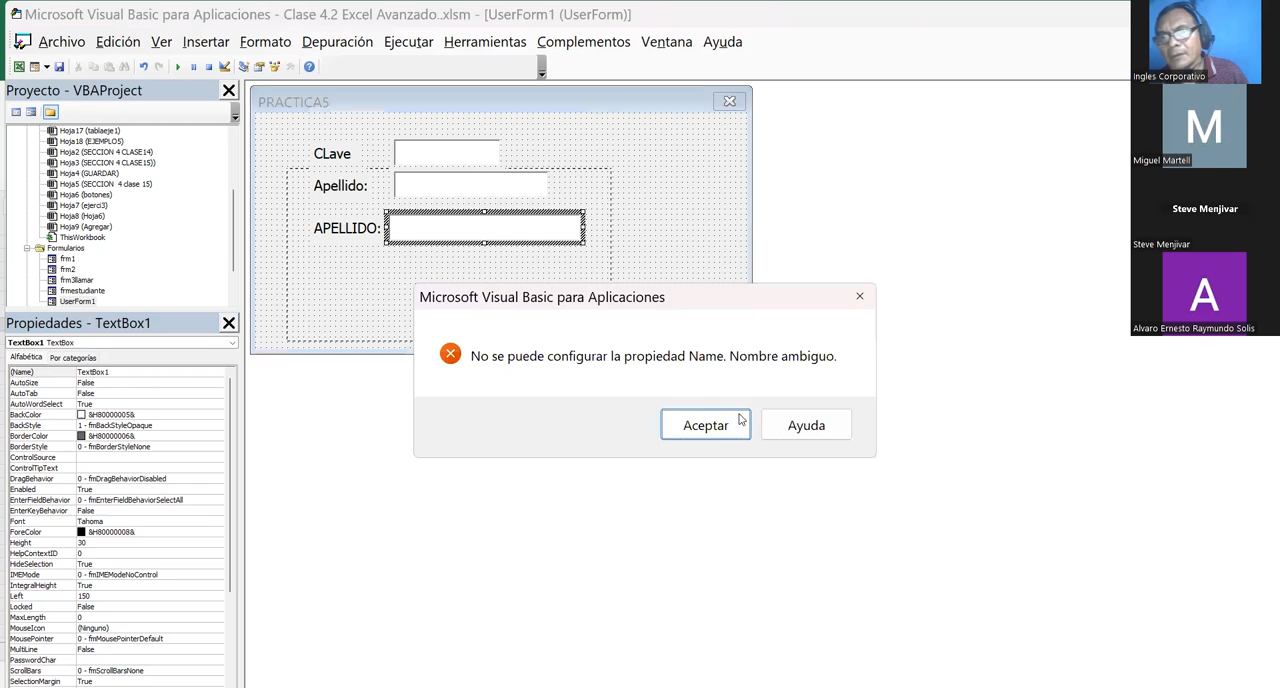 Microsoft Visual Basic para Aplicaciones - Clase 4.2 Excel Avanzado..xlsm - [UserForm1 (UserForm)]
Archivo Edición Ver Insertar Formato Depuración Ejecutar Herramientas Complementos Ventana Ayuda
Proyecto - VBAProject
Hoja17 (tablaeje1)
Hoja18 (EJEMPLO5)
Hoja2 (SECCION 4 CLASE14)
Hoja3 (SECCION 4 CLASE15))
Hoja4 (GUARDAR)
Hoja5 (SECCION 4 clase 15)
Hoja6 (botones)
Hoja7 (ejerci3)
Hoja8 (Hoja6)
Hoja9 (Agregar)
ThisWorkbook
Formularios
frm1
frm2
frm3llamar
frmestudiante
UserForm1
Propiedades - TextBox1
TextBox1 TextBox
Alfabética Por categorías
(Name) TextBox1
AutoSize False
AutoTab False
AutoWordSelect True
BackColor &H80000005&
BackStyle 1 - fmBackStyleOpaque
BorderColor &H80000006&
BorderStyle 0 - fmBorderStyleNone
ControlSource
ControlTipText
DragBehavior 0 - fmDragBehaviorDisabled
Enabled True
EnterFieldBehavior 0 - fmEnterFieldBehaviorSelectAll
EnterKeyBehavior False
Font Tahoma
ForeColor &H80000008&
Height 30
HelpContextID 0
HideSelection True
IMEMode 0 - fmIMEModeNoControl
IntegralHeight True
Left 150
Locked False
MaxLength 0
MouseIcon (Ninguno)
MousePointer 0 - fmMousePointerDefault
MultiLine False
PasswordChar
ScrollBars 0 - fmScrollBarsNone
SelectionMargin True
PRACTICA5
CLave
Apellido:
APELLIDO:
Microsoft Visual Basic para Aplicaciones
No se puede configurar la propiedad Name. Nombre ambiguo.
Aceptar Ayuda
Ingles Corporativo
M
Miguel Martell
Steve Menjivar
Steve Menjivar
A
Alvaro Ernesto Raymundo Solis